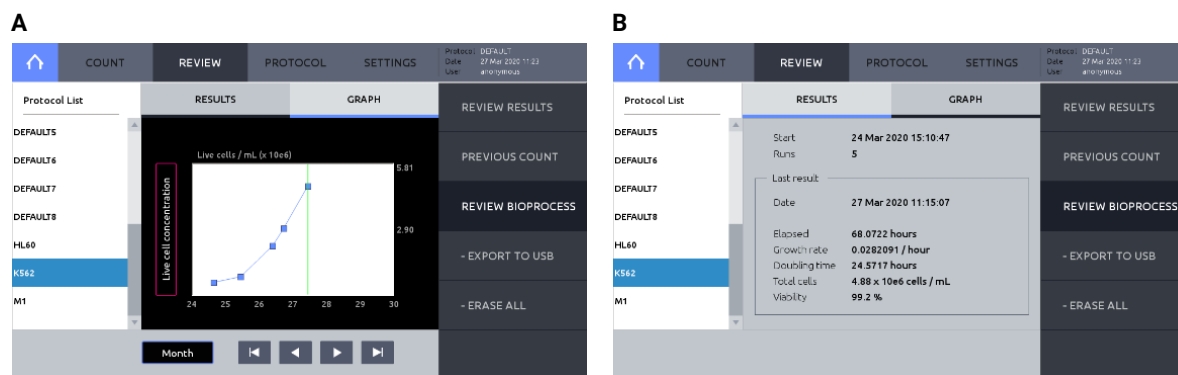 A
COUNT
REVIEW
PROTOCOL
SETTINGS
Protocol DEFAULT
Date 27 Mar 2020 11:23
User anonymous
Protocol List
RESULTS
GRAPH
REVIEW RESULTS
DEFAULT5
DEFAULT6
DEFAULT7
DEFAULT8
HL60
K562
M1
Live cells / mL (x 10e6)
5.81
2.90
Live cell concentration
24 25 26 27 28 29 30
Month
PREVIOUS COUNT
REVIEW BIOPROCESS
- EXPORT TO USB
- ERASE ALL
B
COUNT
REVIEW
PROTOCOL
SETTINGS
Protocol DEFAULT
Date 27 Mar 2020 11:23
User anonymous
Protocol List
RESULTS
GRAPH
REVIEW RESULTS
DEFAULT5
DEFAULT6
DEFAULT7
DEFAULT8
HL60
K562
M1
Start 24 Mar 2020 15:10:47
Runs 5
Last result
Date 27 Mar 2020 11:15:07
Elapsed 68.0722 hours
Growth rate 0.0282091 / hour
Doubling time 24.5717 hours
Total cells 4.88 x 10e6 cells / mL
Viability 99.2 %
PREVIOUS COUNT
REVIEW BIOPROCESS
- EXPORT TO USB
- ERASE ALL